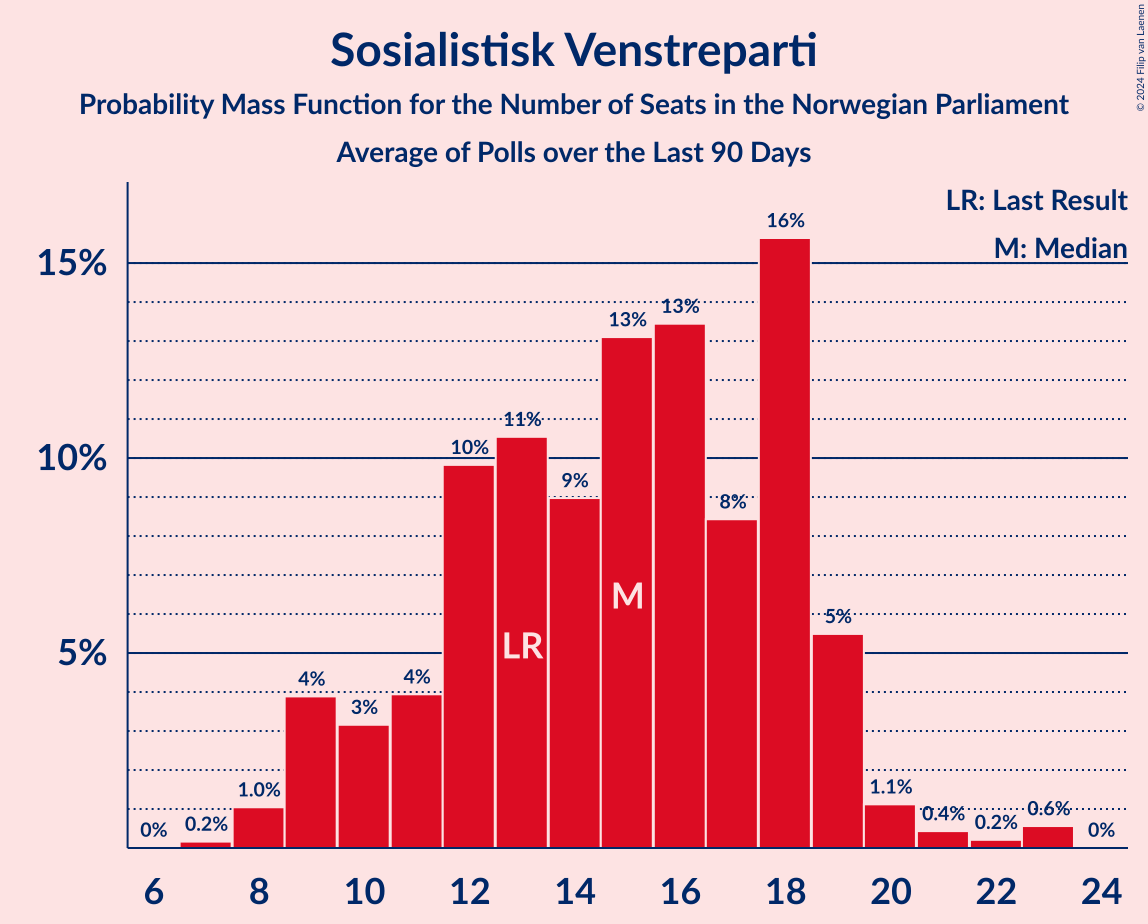 Sosialistisk Venstreparti
Probability Mass Function for the Number of Seats in the Norwegian Parliament
Average of Polls over the Last 90 Days
© 2024 Filip van Laenen
LR: Last Result
M: Median
15%
10%
5%
0%
0.2%
1.0%
4%
3%
4%
10%
11%
9%
13%
13%
8%
16%
5%
1.1%
0.4%
0.2%
0.6%
0%
LR
M
6 8 10 12 14 16 18 20 22 24